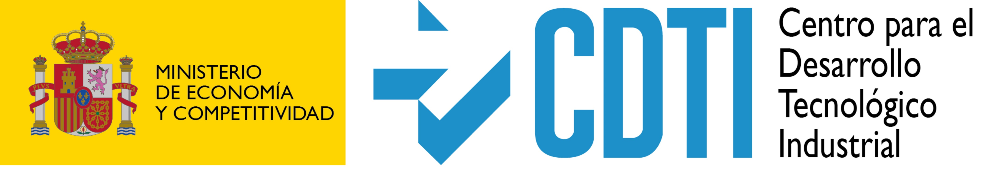 PLVS VLTRA
MINISTERIO
DE ECONOMÍA
Y COMPETITIVIDAD
CDTI
Centro para el
Desarrollo
Tecnológico
Industrial